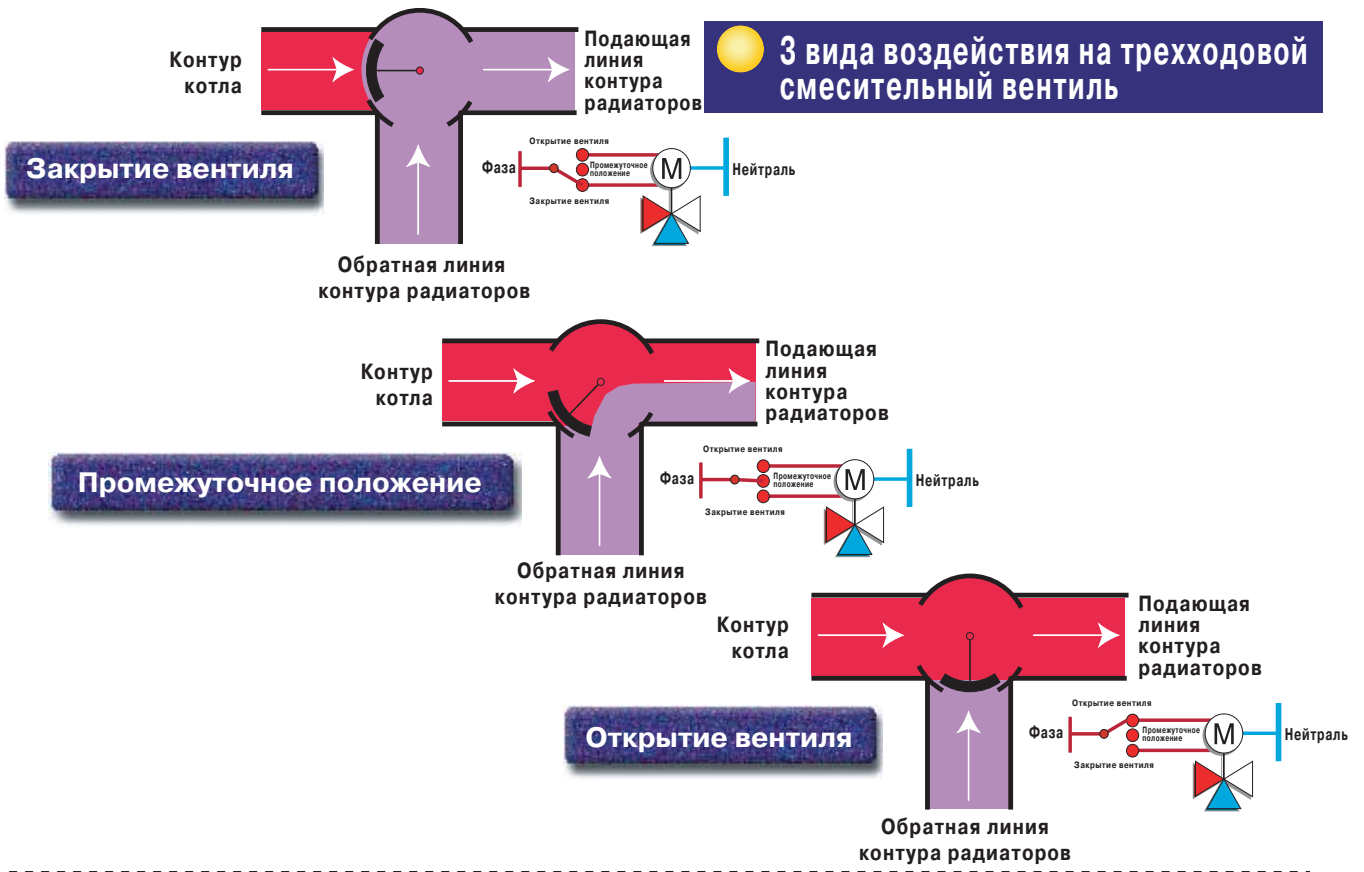 3 вида воздействия на трехходовой
смесительный вентиль
Контур
котла
Подающая
линия
контура
радиаторов
Закрытие вентиля
Открытие вентиля
Фаза
Промежуточное
положение
M
Нейтраль
Закрытие вентиля
Обратная линия
контура радиаторов
Контур
котла
Подающая
линия
контура
радиаторов
Промежуточное положение
Открытие вентиля
Фаза
Промежуточное
положение
M
Нейтраль
Закрытие вентиля
Обратная линия
контура радиаторов
Контур
котла
Подающая
линия
контура
радиаторов
Открытие вентиля
Открытие вентиля
Фаза
Промежуточное
положение
M
Нейтраль
Закрытие вентиля
Обратная линия
контура радиаторов